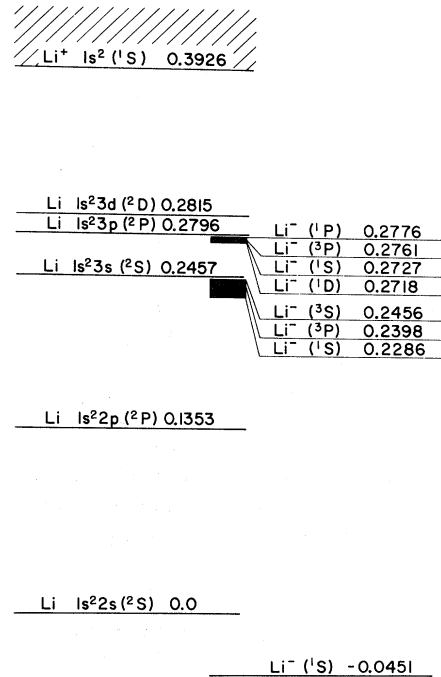 Li⁺ 1s² (¹S) 0.3926
Li 1s²3d (²D) 0.2815
Li 1s²3p (²P) 0.2796
Li⁻ (¹P) 0.2776
Li⁻ (³P) 0.2761
Li⁻ (¹S) 0.2727
Li⁻ (¹D) 0.2718
Li 1s²3s (²S) 0.2457
Li⁻ (³S) 0.2456
Li⁻ (³P) 0.2398
Li⁻ (¹S) 0.2286
Li 1s²2p (²P) 0.1353
Li 1s²2s (²S) 0.0
Li⁻ (¹S) -0.0451